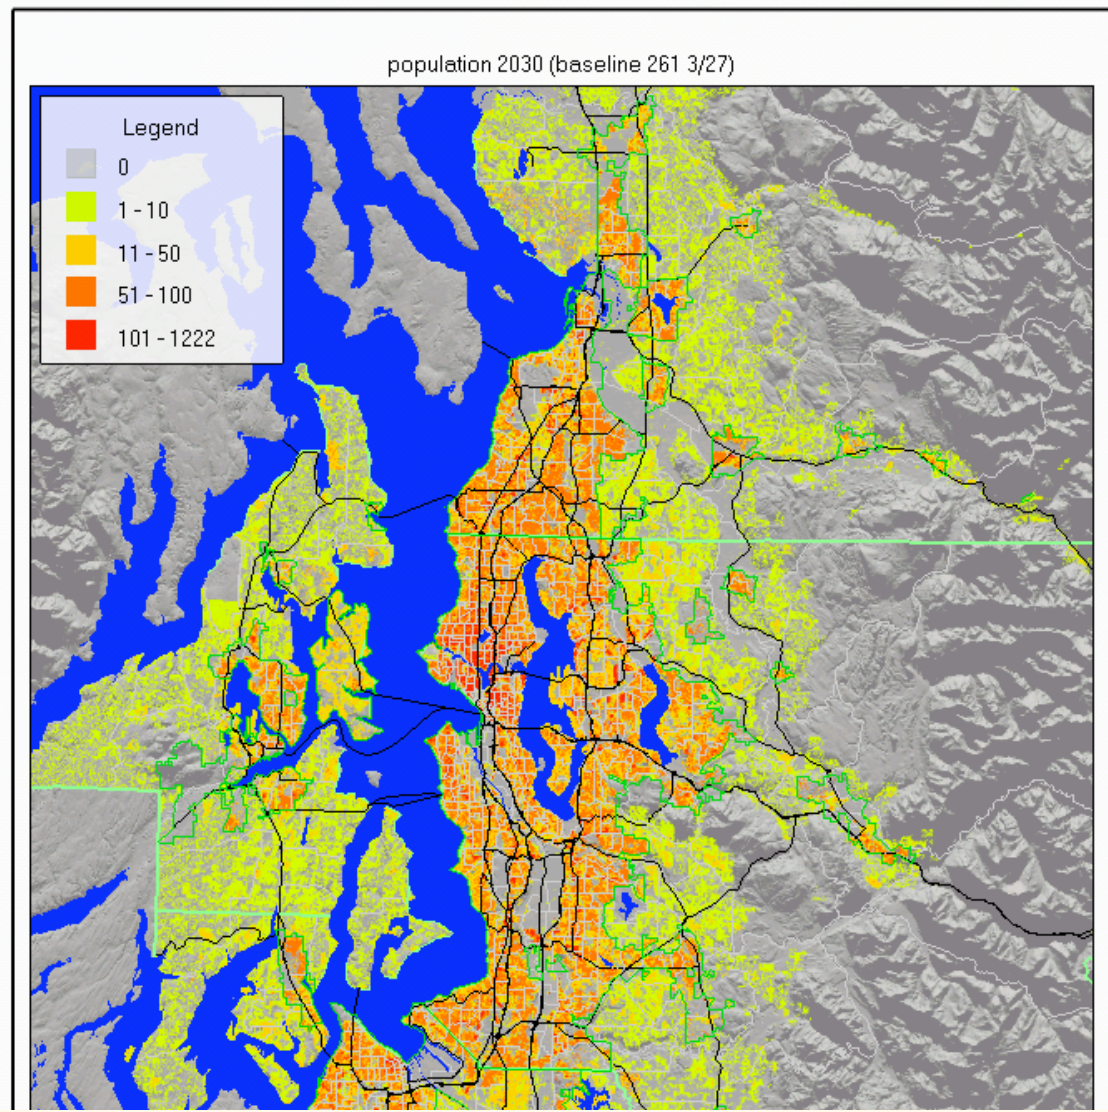 population 2030 (baseline 261 3/27)
Legend
0
1 - 10
11 - 50
51 - 100
101 - 1222